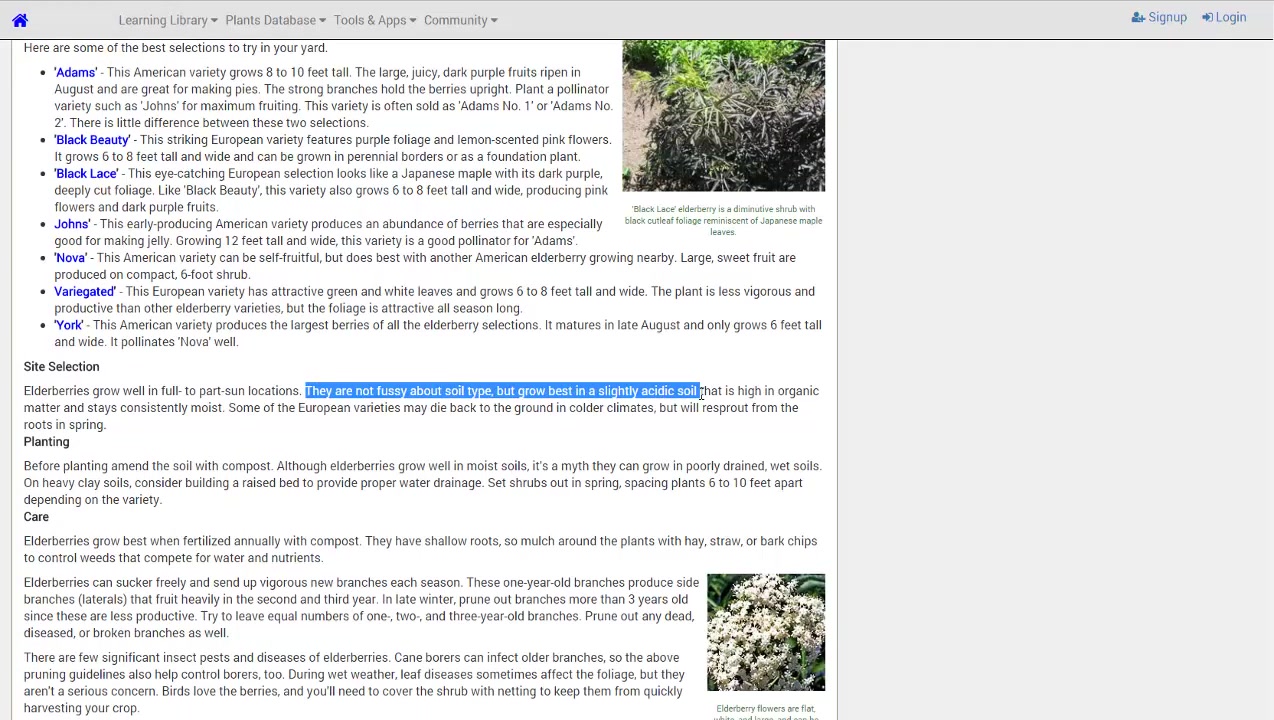 Learning Library Plants Database Tools & Apps Community Signup Login
Here are some of the best selections to try in your yard.
'Adams' - This American variety grows 8 to 10 feet tall. The large, juicy, dark purple fruits ripen in
August and are great for making pies. The strong branches hold the berries upright. Plant a pollinator
variety such as 'Johns' for maximum fruiting. This variety is often sold as 'Adams No. 1' or 'Adams No.
2'. There is little difference between these two selections.
'Black Beauty' - This striking European variety features purple foliage and lemon-scented pink flowers.
It grows 6 to 8 feet tall and wide and can be grown in perennial borders or as a foundation plant.
'Black Lace' - This eye-catching European selection looks like a Japanese maple with its dark purple,
deeply cut foliage. Like 'Black Beauty', this variety also grows 6 to 8 feet tall and wide, producing pink
flowers and dark purple fruits.
Johns' - This early-producing American variety produces an abundance of berries that are especially
good for making jelly. Growing 12 feet tall and wide, this variety is a good pollinator for 'Adams'.
'Black Lace' elderberry is a diminutive shrub with
black cutleaf foliage reminiscent of Japanese maple
leaves.
'Nova' - This American variety can be self-fruitful, but does best with another American elderberry growing nearby. Large, sweet fruit are
produced on compact, 6-foot shrub.
Variegated' - This European variety has attractive green and white leaves and grows 6 to 8 feet tall and wide. The plant is less vigorous and
productive than other elderberry varieties, but the foliage is attractive all season long.
'York' - This American variety produces the largest berries of all the elderberry selections. It matures in late August and only grows 6 feet tall
and wide. It pollinates 'Nova' well.
Site Selection
Elderberries grow well in full- to part-sun locations. They are not fussy about soil type, but grow best in a slightly acidic soil that is high in organic
matter and stays consistently moist. Some of the European varieties may die back to the ground in colder climates, but will resprout from the
roots in spring.
Planting
Before planting amend the soil with compost. Although elderberries grow well in moist soils, it's a myth they can grow in poorly drained, wet soils.
On heavy clay soils, consider building a raised bed to provide proper water drainage. Set shrubs out in spring, spacing plants 6 to 10 feet apart
depending on the variety.
Care
Elderberries grow best when fertilized annually with compost. They have shallow roots, so mulch around the plants with hay, straw, or bark chips
to control weeds that compete for water and nutrients.
Elderberries can sucker freely and send up vigorous new branches each season. These one-year-old branches produce side
branches (laterals) that fruit heavily in the second and third year. In late winter, prune out branches more than 3 years old
since these are less productive. Try to leave equal numbers of one-, two-, and three-year-old branches. Prune out any dead,
diseased, or broken branches as well.
There are few significant insect pests and diseases of elderberries. Cane borers can infect older branches, so the above
pruning guidelines also help control borers, too. During wet weather, leaf diseases sometimes affect the foliage, but they
aren't a serious concern. Birds love the berries, and you'll need to cover the shrub with netting to keep them from quickly
harvesting your crop.
Elderberry flowers are flat,
white, and large, and can be